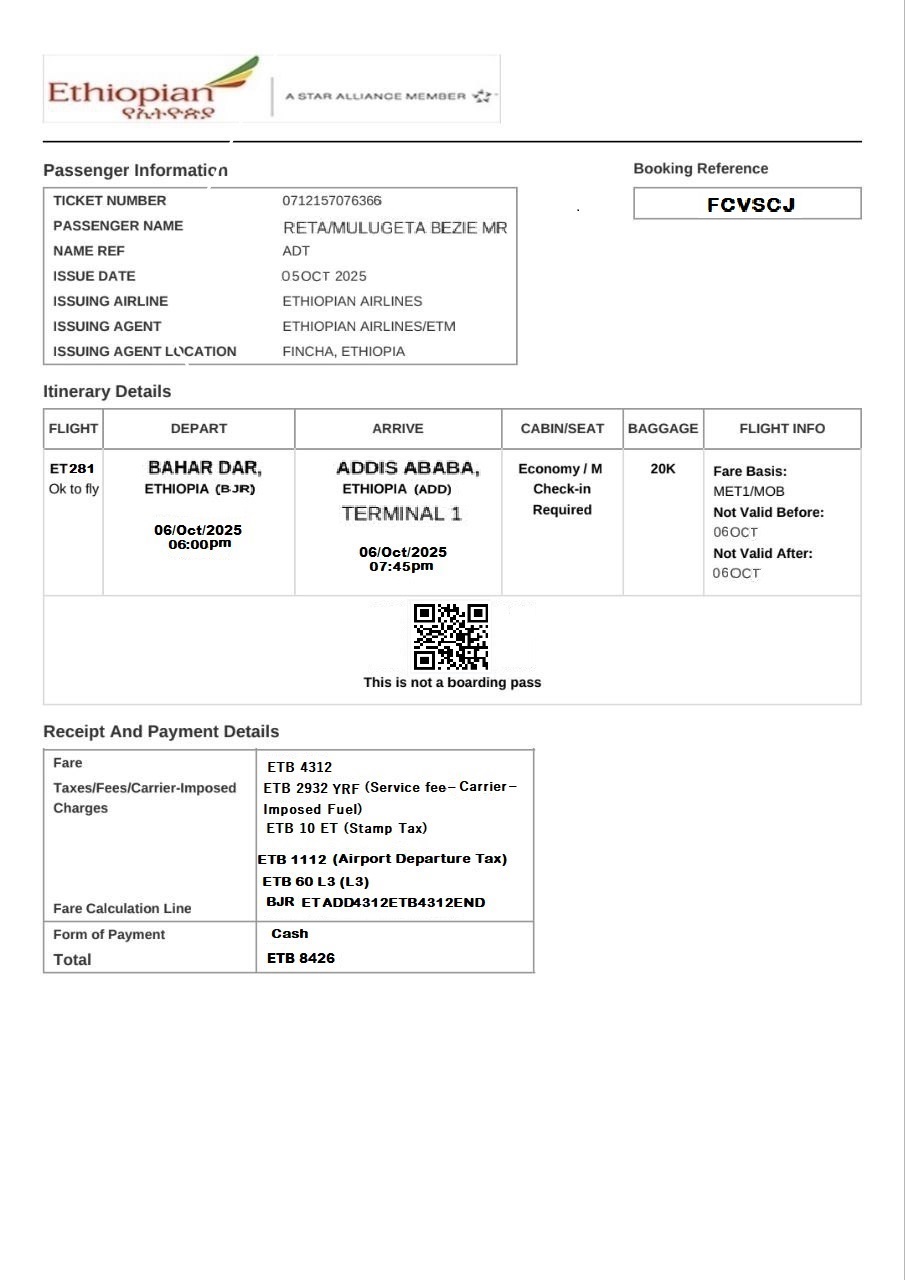 Ethiopian
የኢትዮጵያ
A STAR ALLIANCE MEMBER
Passenger Information
Booking Reference
TICKET NUMBER 0712157076366
FCVSCJ
PASSENGER NAME RETA/MULUGETA BEZIE MR
NAME REF ADT
ISSUE DATE 05OCT 2025
ISSUING AIRLINE ETHIOPIAN AIRLINES
ISSUING AGENT ETHIOPIAN AIRLINES/ETM
ISSUING AGENT LOCATION FINCHA, ETHIOPIA
Itinerary Details
FLIGHT DEPART ARRIVE CABIN/SEAT BAGGAGE FLIGHT INFO
ET281
Ok to fly
BAHAR DAR,
ETHIOPIA (BJR)
06/Oct/2025
06:00pm
ADDIS ABABA,
ETHIOPIA (ADD)
TERMINAL 1
06/Oct/2025
07:45pm
Economy / M
Check-in
Required
20K
Fare Basis:
MET1/MOB
Not Valid Before:
06OCT
Not Valid After:
06OCT
This is not a boarding pass
Receipt And Payment Details
Fare ETB 4312
Taxes/Fees/Carrier-Imposed ETB 2932 YRF (Service fee-Carrier-
Charges Imposed Fuel)
ETB 10 ET (Stamp Tax)
ETB 1112 (Airport Departure Tax)
ETB 60 L3 (L3)
Fare Calculation Line BJR ETADD4312ETB4312END
Form of Payment Cash
Total ETB 8426